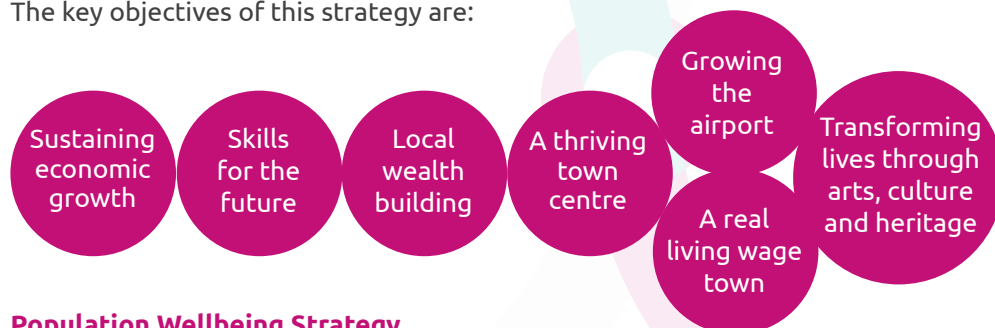 The key objectives of this strategy are:
Sustaining
economic
growth
Skills
for the
future
Local
wealth
building
A thriving
town
centre
Growing
the
airport
A real
living wage
town
Transforming
lives through
arts, culture
and heritage
Population Wellbeing Strategy